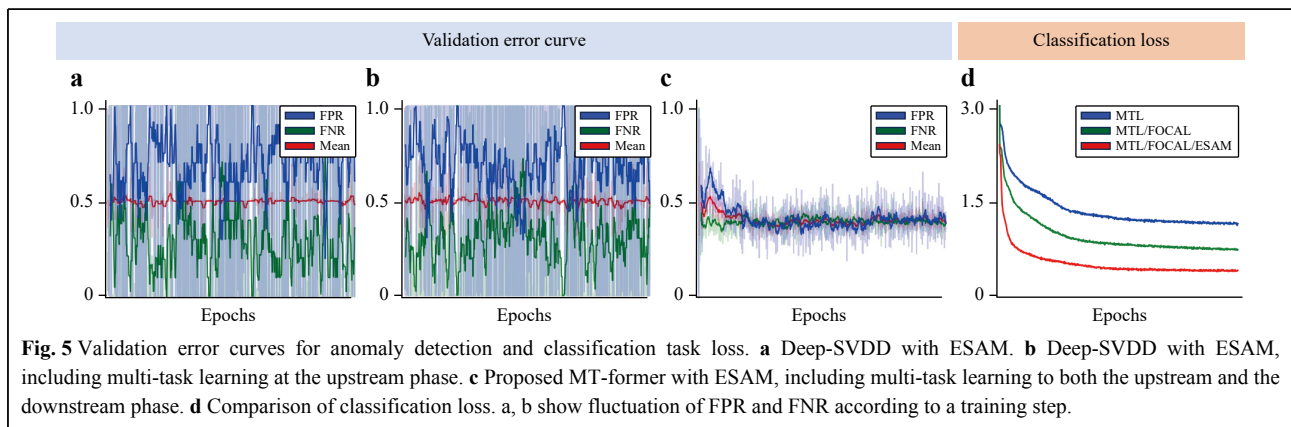 Validation error curve
Classification loss
a
b
c
d
1.0
0.5
0
FPR
FNR
Mean
Epochs
1.0
0.5
0
FPR
FNR
Mean
Epochs
1.0
0.5
0
FPR
FNR
Mean
Epochs
3.0
1.5
0
MTL
MTL/FOCAL
MTL/FOCAL/ESAM
Epochs
Fig. 5 Validation error curves for anomaly detection and classification task loss. a Deep-SVDD with ESAM. b Deep-SVDD with ESAM,
including multi-task learning at the upstream phase. c Proposed MT-former with ESAM, including multi-task learning to both the upstream and the
downstream phase. d Comparison of classification loss. a, b show fluctuation of FPR and FNR according to a training step.